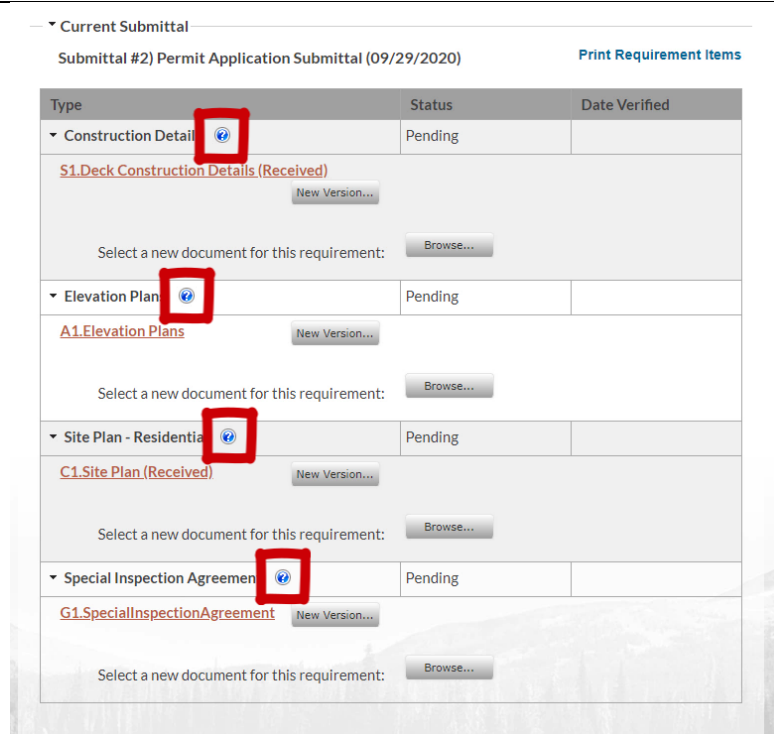 Current Submittal
Submittal #2) Permit Application Submittal (09/29/2020) Print Requirement Items
Type Status Date Verified
Construction Detail Pending
S1.Deck Construction Details (Received)
New Version...
Select a new document for this requirement: Browse...
Elevation Plan Pending
A1.Elevation Plans New Version...
Select a new document for this requirement: Browse...
Site Plan - Residentia Pending
C1.Site Plan (Received) New Version...
Select a new document for this requirement: Browse...
Special Inspection Agreemen Pending
G1.SpecialInspectionAgreement New Version...
Select a new document for this requirement: Browse...